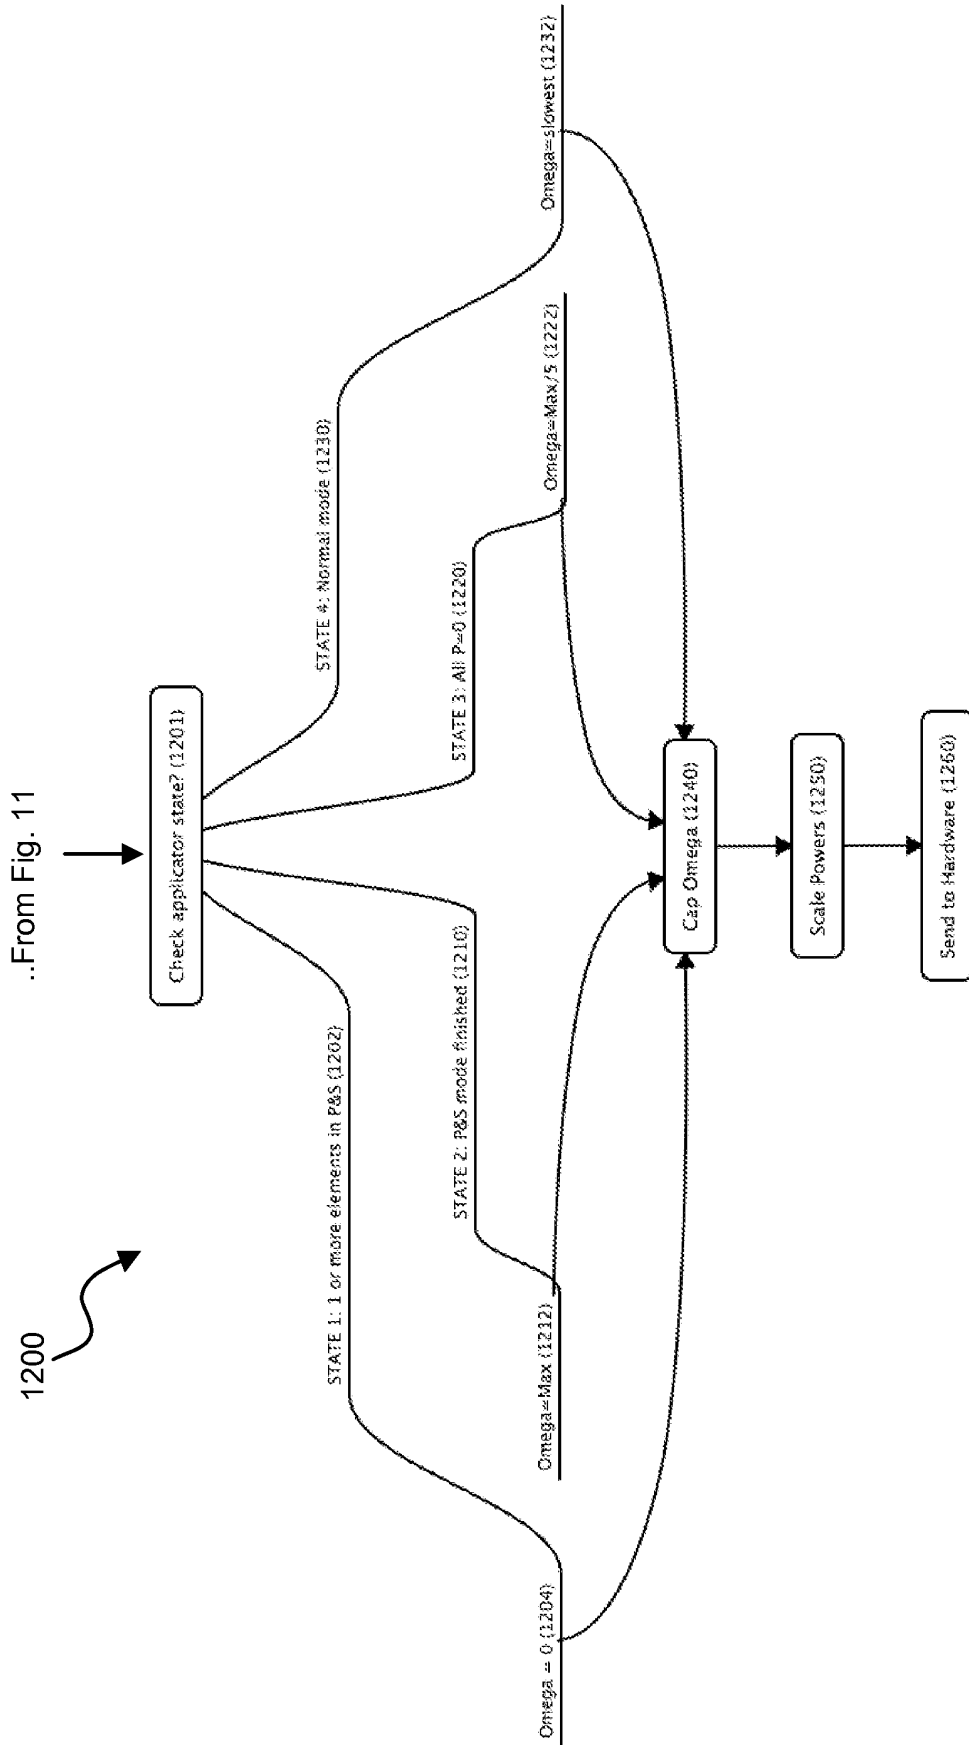 ..From Fig. 11
1200
Check applicator state? (1201)
STATE 1: 1 or more elements in P&S (1202)
STATE 2: P&S mode finished (1210)
STATE 3: All P=0 (1220)
STATE 4: Normal mode (1230)
Omega = 0 (1204)
Omega=Max (1212)
Omega=Max/5 (1222)
Omega=slowest (1232)
Cap Omega (1240)
Scale Powers (1250)
Send to Hardware (1260)